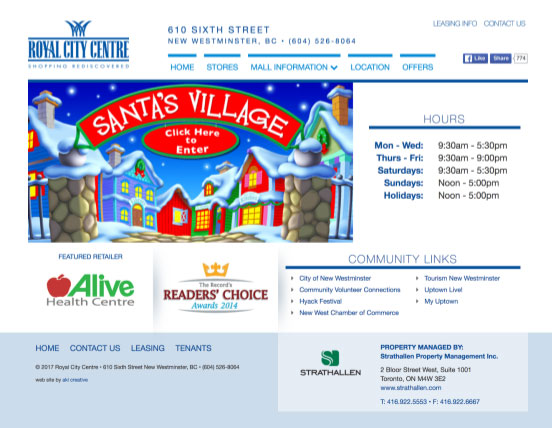 LEASING INFO CONTACT US
ROYAL CITY CENTRE
SHOPPING REDISCOVERED
610 SIXTH STREET
NEW WESTMINSTER, BC • (604) 526-8064
Like Share 774
HOME STORES MALL INFORMATION LOCATION OFFERS
SANTA'S VILLAGE
Click Here
to
Enter
HOURS
Mon - Wed: 9:30am - 5:30pm
Thurs - Fri: 9:30am - 9:00pm
Saturdays: 9:30am - 5:30pm
Sundays: Noon - 5:00pm
Holidays: Noon - 5:00pm
FEATURED RETAILER
Alive
Health Centre
The Record's
READERS' CHOICE
Awards 2014
COMMUNITY LINKS
City of New Westminster
Community Volunteer Connections
Hyack Festival
New West Chamber of Commerce
Tourism New Westminster
Uptown Live!
My Uptown
HOME CONTACT US LEASING TENANTS
© 2017 Royal City Centre • 610 Sixth Street New Westminster, BC • (604) 526-8064
web site by akl creative
STRATHALLEN
PROPERTY MANAGED BY:
Strathallen Property Management Inc.
2 Bloor Street West, Suite 1001
Toronto, ON M4W 3E2
www.strathallen.com
T: 416.922.5553 • F: 416.922.6667